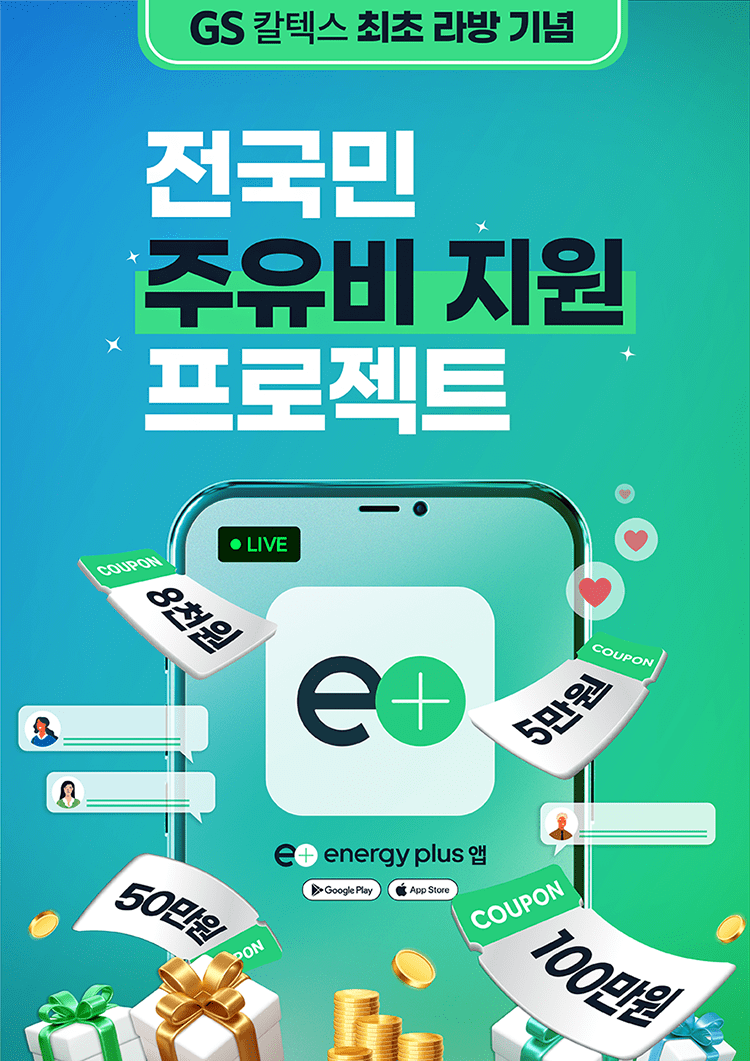 GS 칼텍스 최초 라방 기념
전국민
주유비 지원
프로젝트
LIVE
COUPON
8천원
e+
COUPON
5만원
e+ energy plus 앱
Google Play
App Store
50만원
PON
COUPON
100만원